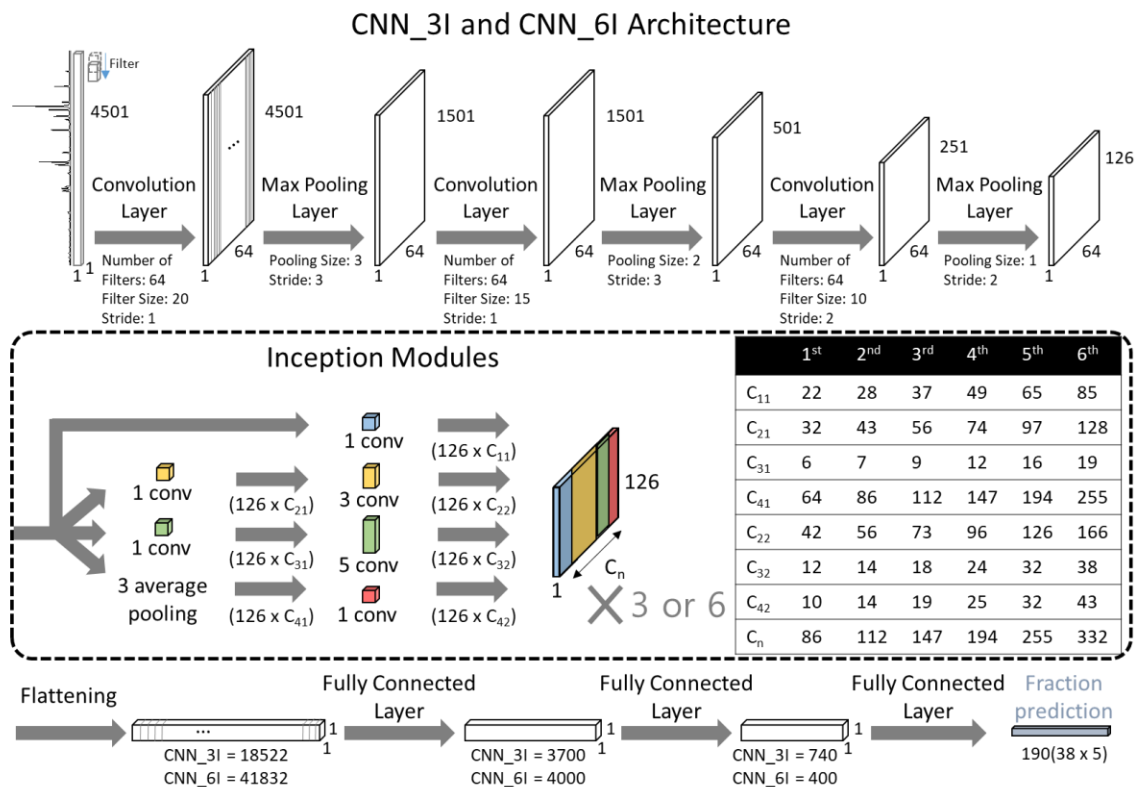 CNN_3I and CNN_6I Architecture
Filter
4501
4501
1501
1501
501
251
126
Convolution
Layer
Max Pooling
Layer
Convolution
Layer
Max Pooling
Layer
Convolution
Layer
Max Pooling
Layer
1
1
1
64
1
64
1
64
1
64
1
64
1
64
Number of
Filters: 64
Filter Size: 20
Stride: 1
Pooling Size: 3
Stride: 3
Number of
Filters: 64
Filter Size: 15
Stride: 1
Pooling Size: 2
Stride: 3
Number of
Filters: 64
Filter Size: 10
Stride: 2
Pooling Size: 1
Stride: 2
Inception Modules
1 conv
(126 x C11)
1 conv
(126 x C21)
3 conv
(126 x C22)
1 conv
(126 x C31)
5 conv
(126 x C32)
3 average
pooling
(126 x C41)
1 conv
(126 x C42)
126
1
Cn
X 3 or 6
1st 2nd 3rd 4th 5th 6th
C11 22 28 37 49 65 85
C21 32 43 56 74 97 128
C31 6 7 9 12 16 19
C41 64 86 112 147 194 255
C22 42 56 73 96 126 166
C32 12 14 18 24 32 38
C42 10 14 19 25 32 43
Cn 86 112 147 194 255 332
Flattening
1
1
CNN_3I = 18522
CNN_6I = 41832
Fully Connected
Layer
1
1
CNN_3I = 3700
CNN_6I = 4000
Fully Connected
Layer
1
1
CNN_3I = 740
CNN_6I = 400
Fully Connected
Layer
Fraction
prediction
190(38 x 5)